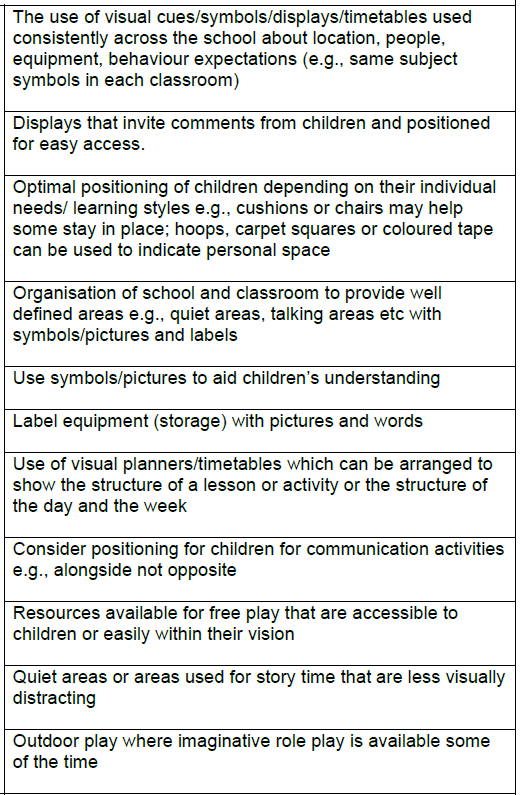 The use of visual cues/symbols/displays/timetables used
consistently across the school about location, people,
equipment, behaviour expectations (e.g., same subject
symbols in each classroom)
Displays that invite comments from children and positioned
for easy access.
Optimal positioning of children depending on their individual
needs/ learning styles e.g., cushions or chairs may help
some stay in place; hoops, carpet squares or coloured tape
can be used to indicate personal space
Organisation of school and classroom to provide well
defined areas e.g., quiet areas, talking areas etc with
symbols/pictures and labels
Use symbols/pictures to aid children's understanding
Label equipment (storage) with pictures and words
Use of visual planners/timetables which can be arranged to
show the structure of a lesson or activity or the structure of
the day and the week
Consider positioning for children for communication activities
e.g., alongside not opposite
Resources available for free play that are accessible to
children or easily within their vision
Quiet areas or areas used for story time that are less visually
distracting
Outdoor play where imaginative role play is available some
of the time